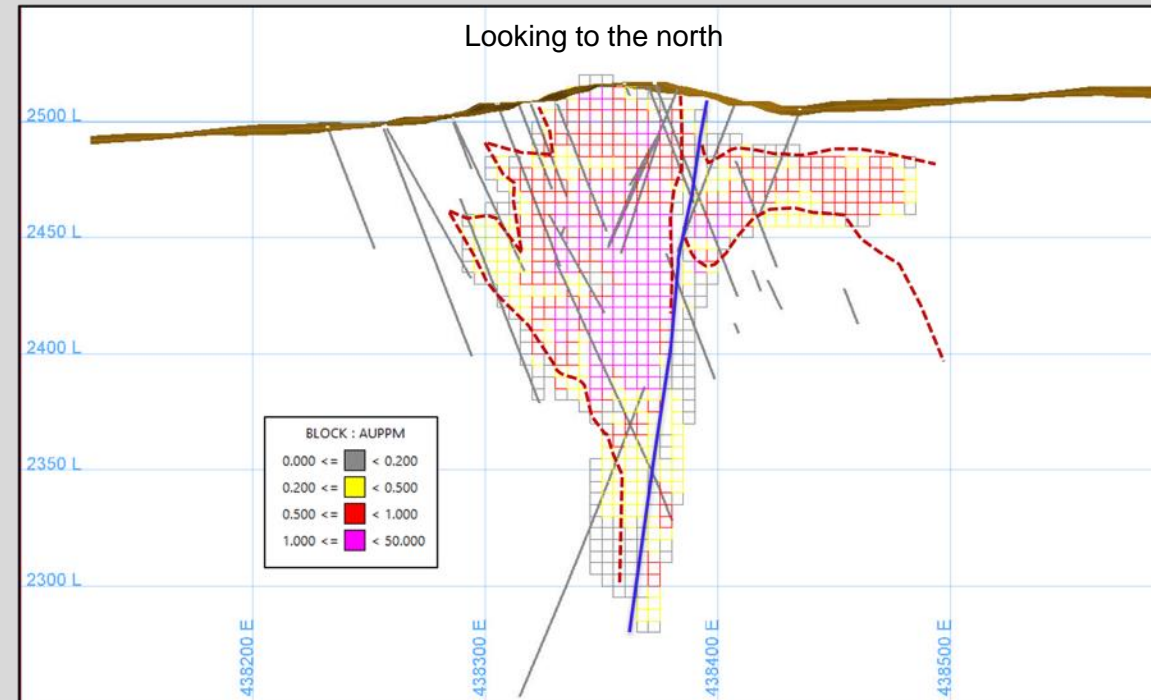 Looking to the north
2500 L
2450 L
2400 L
2350 L
2300 L
BLOCK : AUPPM
0.000 <= < 0.200
0.200 <= < 0.500
0.500 <= < 1.000
1.000 <= < 50.000
438200 E
438300 E
438400 E
438500 E